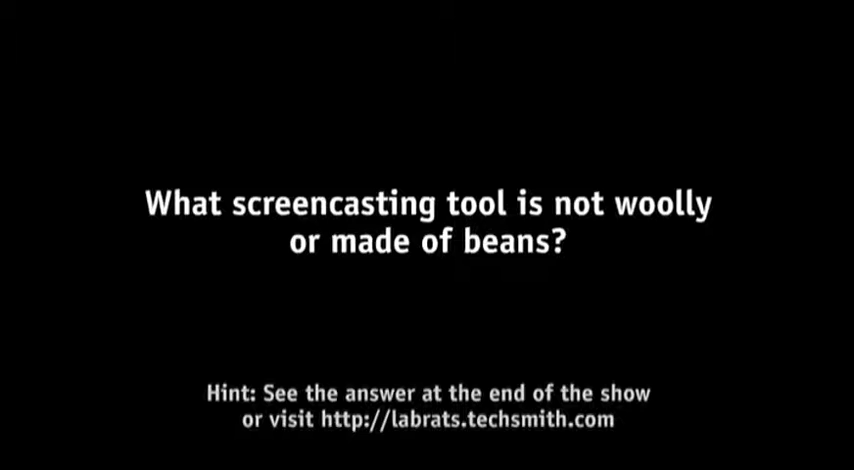 What screencasting tool is not woolly
or made of beans?
Hint: See the answer at the end of the show
or visit http://labrats.techsmith.com